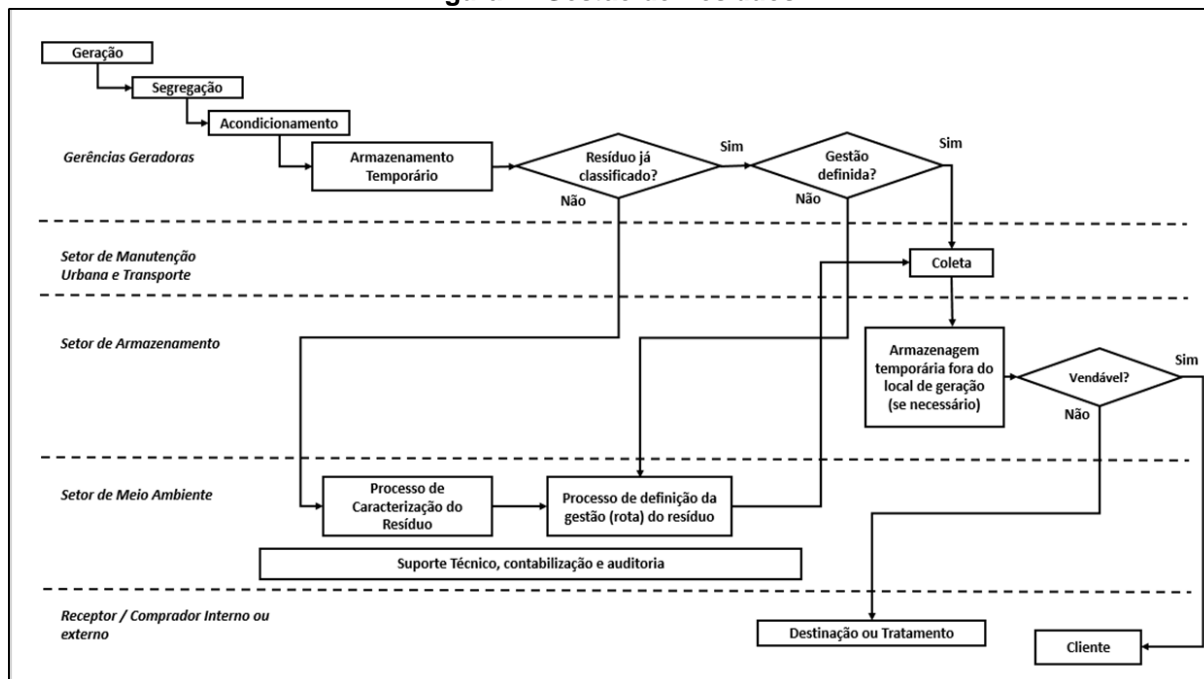 Geração
Segregação
Acondicionamento
Gerências Geradoras
Armazenamento
Temporário
Resíduo já
classificado?
Sim
Não
Gestão
definida?
Sim
Não
Setor de Manutenção
Urbana e Transporte
Coleta
Setor de Armazenamento
Armazenagem
temporária fora do
local de geração
(se necessário)
Vendável?
Sim
Não
Setor de Meio Ambiente
Processo de
Caracterização do
Resíduo
Processo de definição da
gestão (rota) do resíduo
Suporte Técnico, contabilização e auditoria
Receptor / Comprador Interno ou
externo
Destinação ou Tratamento
Cliente